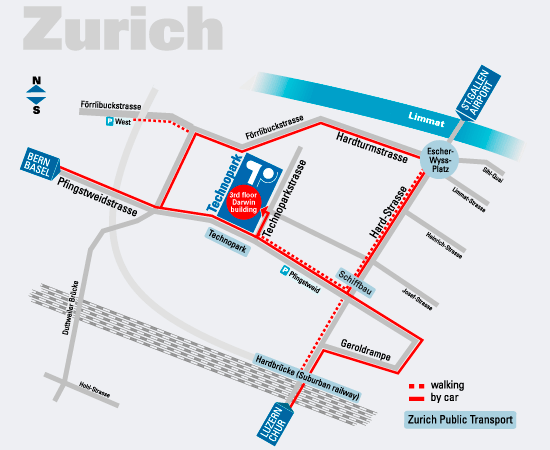 Zurich
N
S
ST.GALLEN
AIRPORT
Förrlibuckstrasse
P West
Förrlibuckstrasse
Limmat
Hardturmstrasse
Escher-
Wyss-
Platz
Sihl-Quai
BERN
BASEL
Pfingstweidstrasse
Technopark
3rd floor
Darwin
building
Technoparkstrasse
Limmat-Strasse
Hard-Strasse
Heinrich-Strasse
Technopark
P Pfingstweid
Schiffbau
Josef-Strasse
Duttweiler Brücke
Geroldrampe
Hardbrücke (Suburban railway)
Hohl-Strasse
LUZERN
CHUR
walking
by car
Zurich Public Transport